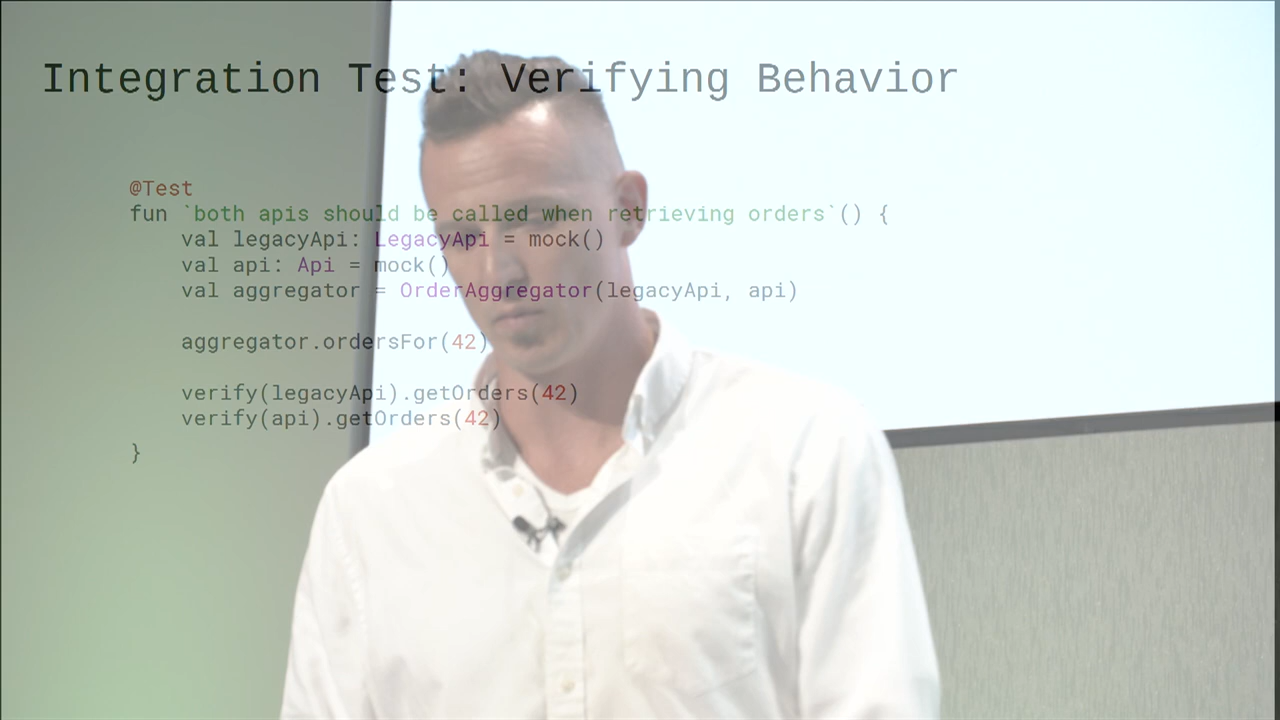 Integration Test: Verifying Behavior
@Test
fun `both apis should be called when retrieving orders`() {
val legacyApi: LegacyApi = mock()
val api: Api = mock()
val aggregator = OrderAggregator(legacyApi, api)
aggregator.ordersFor(42)
verify(legacyApi).getOrders(42)
verify(api).getOrders(42)
}